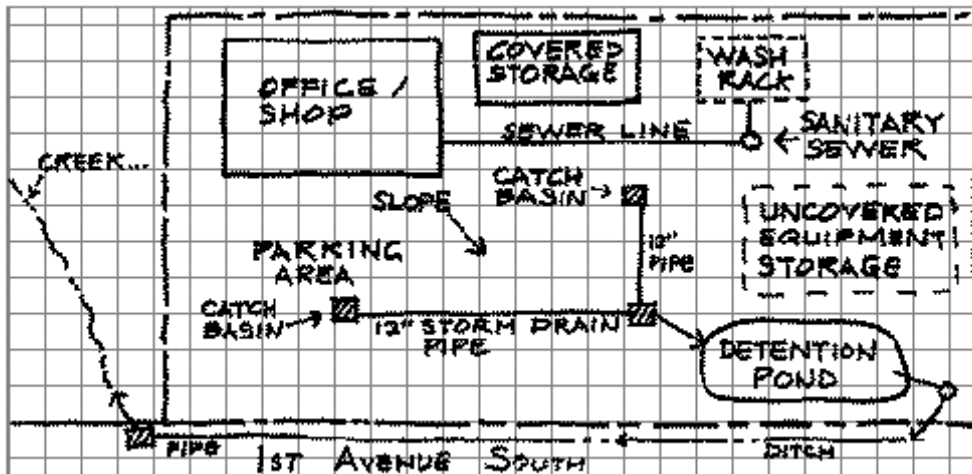 OFFICE /
SHOP
COVERED
STORAGE
WASH
RACK
SEWER LINE
SANITARY
SEWER
CREEK...
CATCH
BASIN
SLOPE
UNCOVERED
EQUIPMENT
STORAGE
12"
PIPE
PARKING
AREA
CATCH
BASIN
12" STORM DRAIN
PIPE
DETENTION
POND
PIPE
DITCH
1ST AVENUE SOUTH